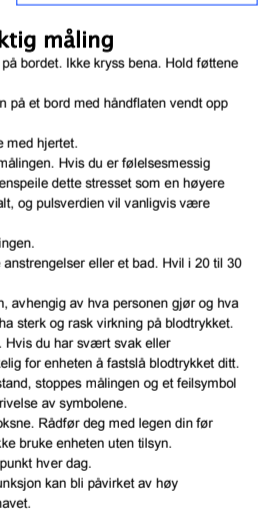 ktig måling
på bordet. Ikke kryss bena. Hold føttene
n på et bord med håndflaten vendt opp
e med hjertet.
målingen. Hvis du er følelsesmessig
enspeile dette stresset som en høyere
alt, og pulsverdien vil vanligvis være
ingen.
anstrengelser eller et bad. Hvil i 20 til 30
n, avhengig av hva personen gjør og hva
ha sterk og rask virkning på blodtrykket.
. Hvis du har svært svak eller
kelig for enheten å fastslå blodtrykket ditt.
stand, stoppes målingen og et feilsymbol
rivelse av symbolene.
oksne. Rådfør deg med legen din før
kke bruke enheten uten tilsyn.
punkt hver dag.
unksjon kan bli påvirket av høy
havet.